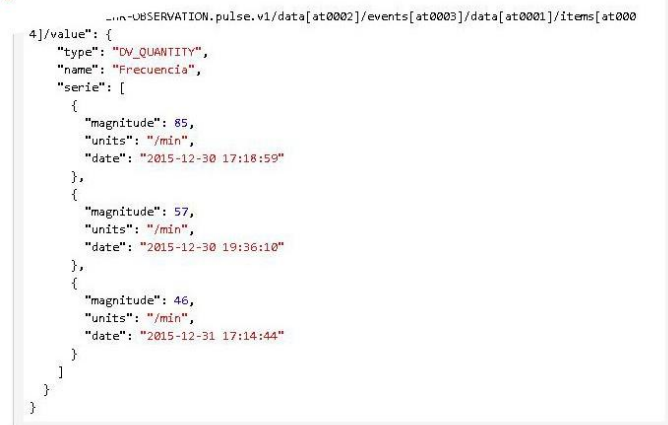 -OBSERVATION.pulse.v1/data[at0002]/events[at0003]/data[at0001]/items[at000
4]/value": {
"type": "DV_QUANTITY",
"name": "Frecuencia",
"serie": [
{
"magnitude": 85,
"units": "/min",
"date": "2015-12-30 17:18:59"
},
{
"magnitude": 57,
"units": "/min",
"date": "2015-12-30 19:36:10"
},
{
"magnitude": 46,
"units": "/min",
"date": "2015-12-31 17:14:44"
}
]
}
}